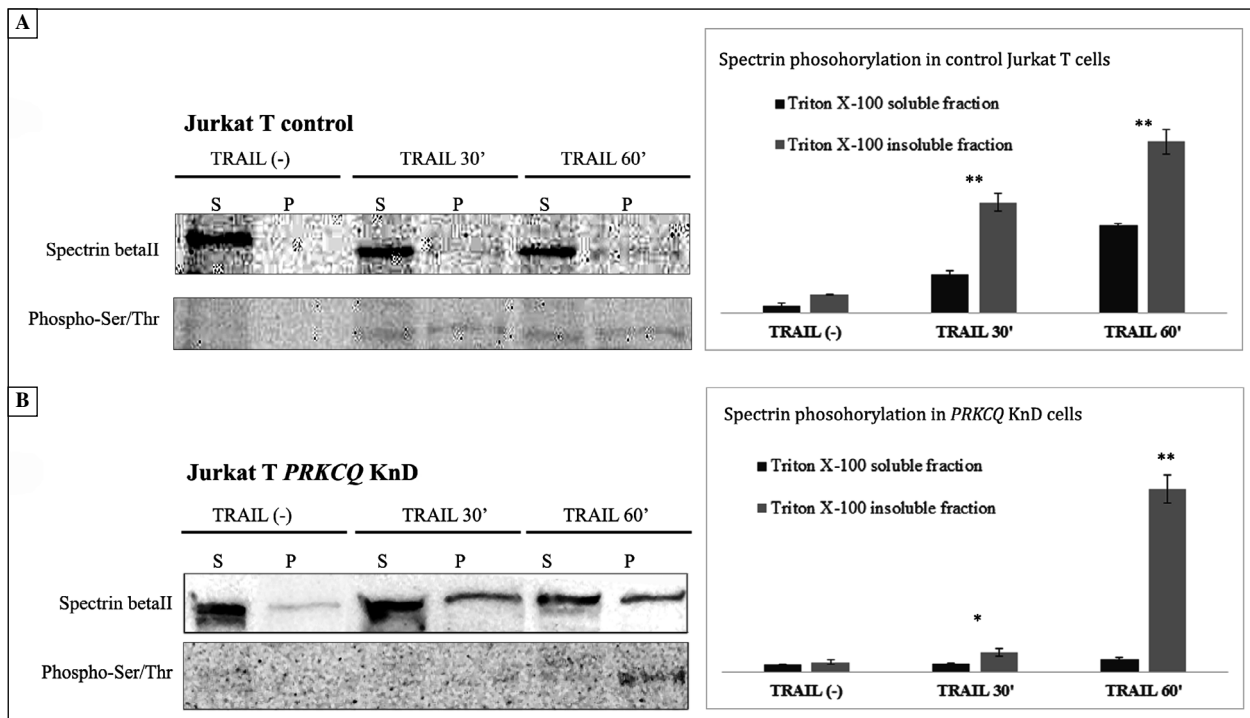 A
Jurkat T control
TRAIL (-) TRAIL 30’ TRAIL 60’
S P S P S P
Spectrin betaII
Phospho-Ser/Thr
Spectrin phosohorylation in control Jurkat T cells
Triton X-100 soluble fraction
Triton X-100 insoluble fraction
**
**
TRAIL (-) TRAIL 30' TRAIL 60'
B
Jurkat T PRKCQ KnD
TRAIL (-) TRAIL 30’ TRAIL 60’
S P S P S P
Spectrin betaII
Phospho-Ser/Thr
Spectrin phosohorylation in PRKCQ KnD cells
Triton X-100 soluble fraction
Triton X-100 insoluble fraction
**
*
TRAIL (-) TRAIL 30' TRAIL 60'